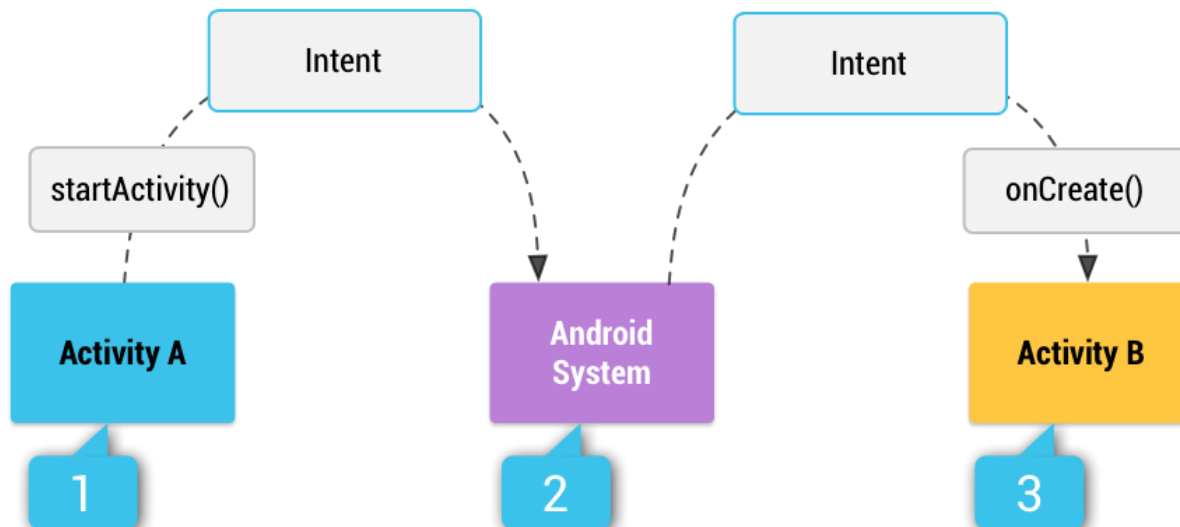 Intent
Intent
startActivity()
onCreate()
Activity A
Android
System
Activity B
1
2
3